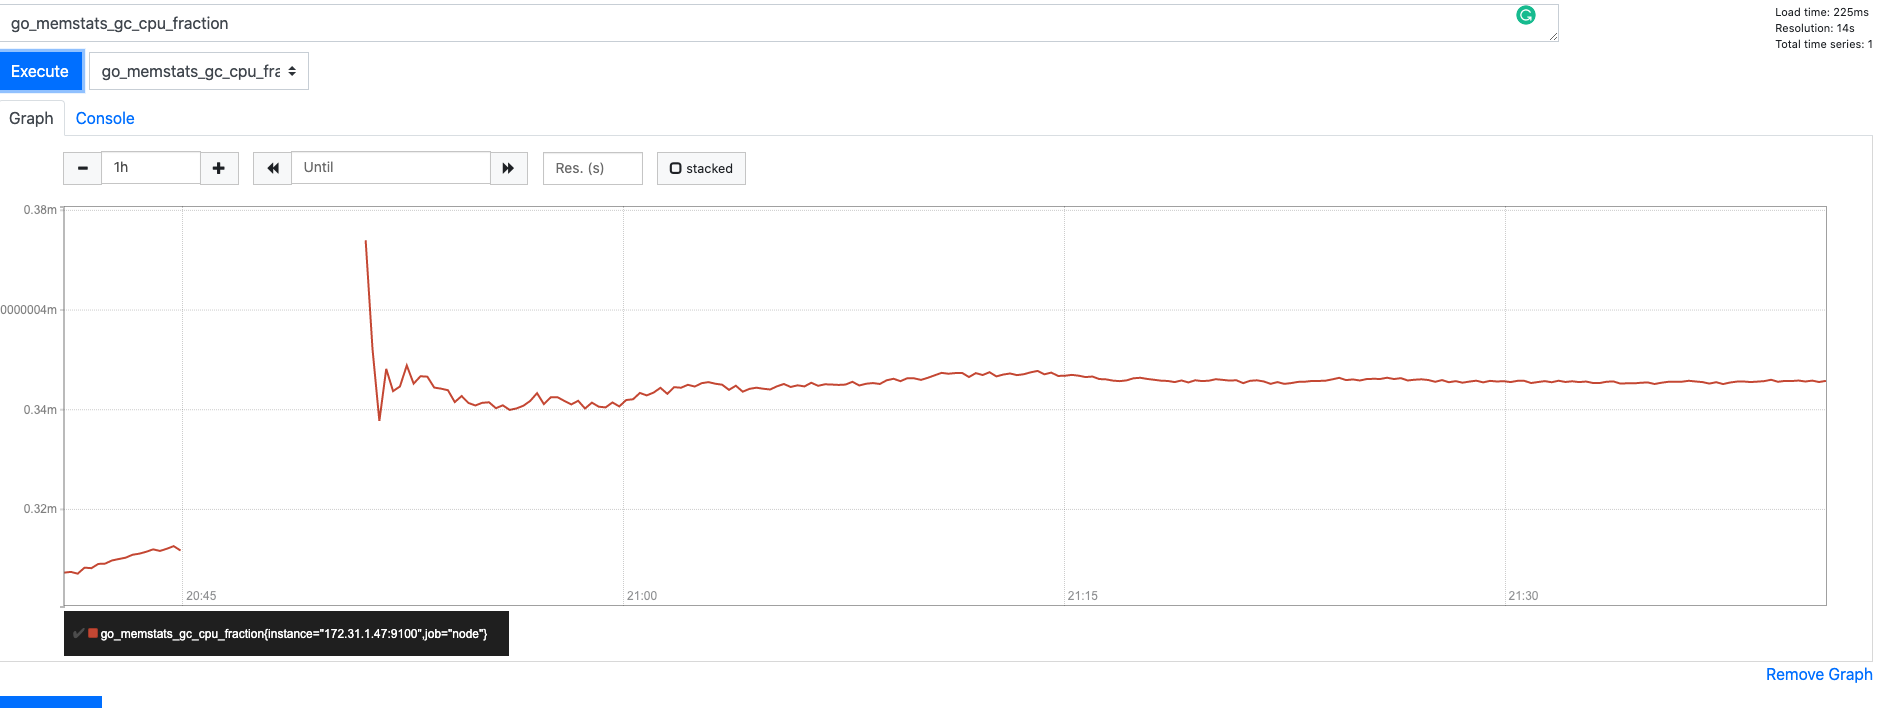 go_memstats_gc_cpu_fraction
Load time: 225ms
Resolution: 14s
Total time series: 1
Execute
go_memstats_gc_cpu_fra
Graph Console
1h Until Res. (s) stacked
0.38m
0000004m
0.34m
0.32m
20:45 21:00 21:15 21:30
go_memstats_gc_cpu_fraction{instance="172.31.1.47:9100",job="node"}
Remove Graph